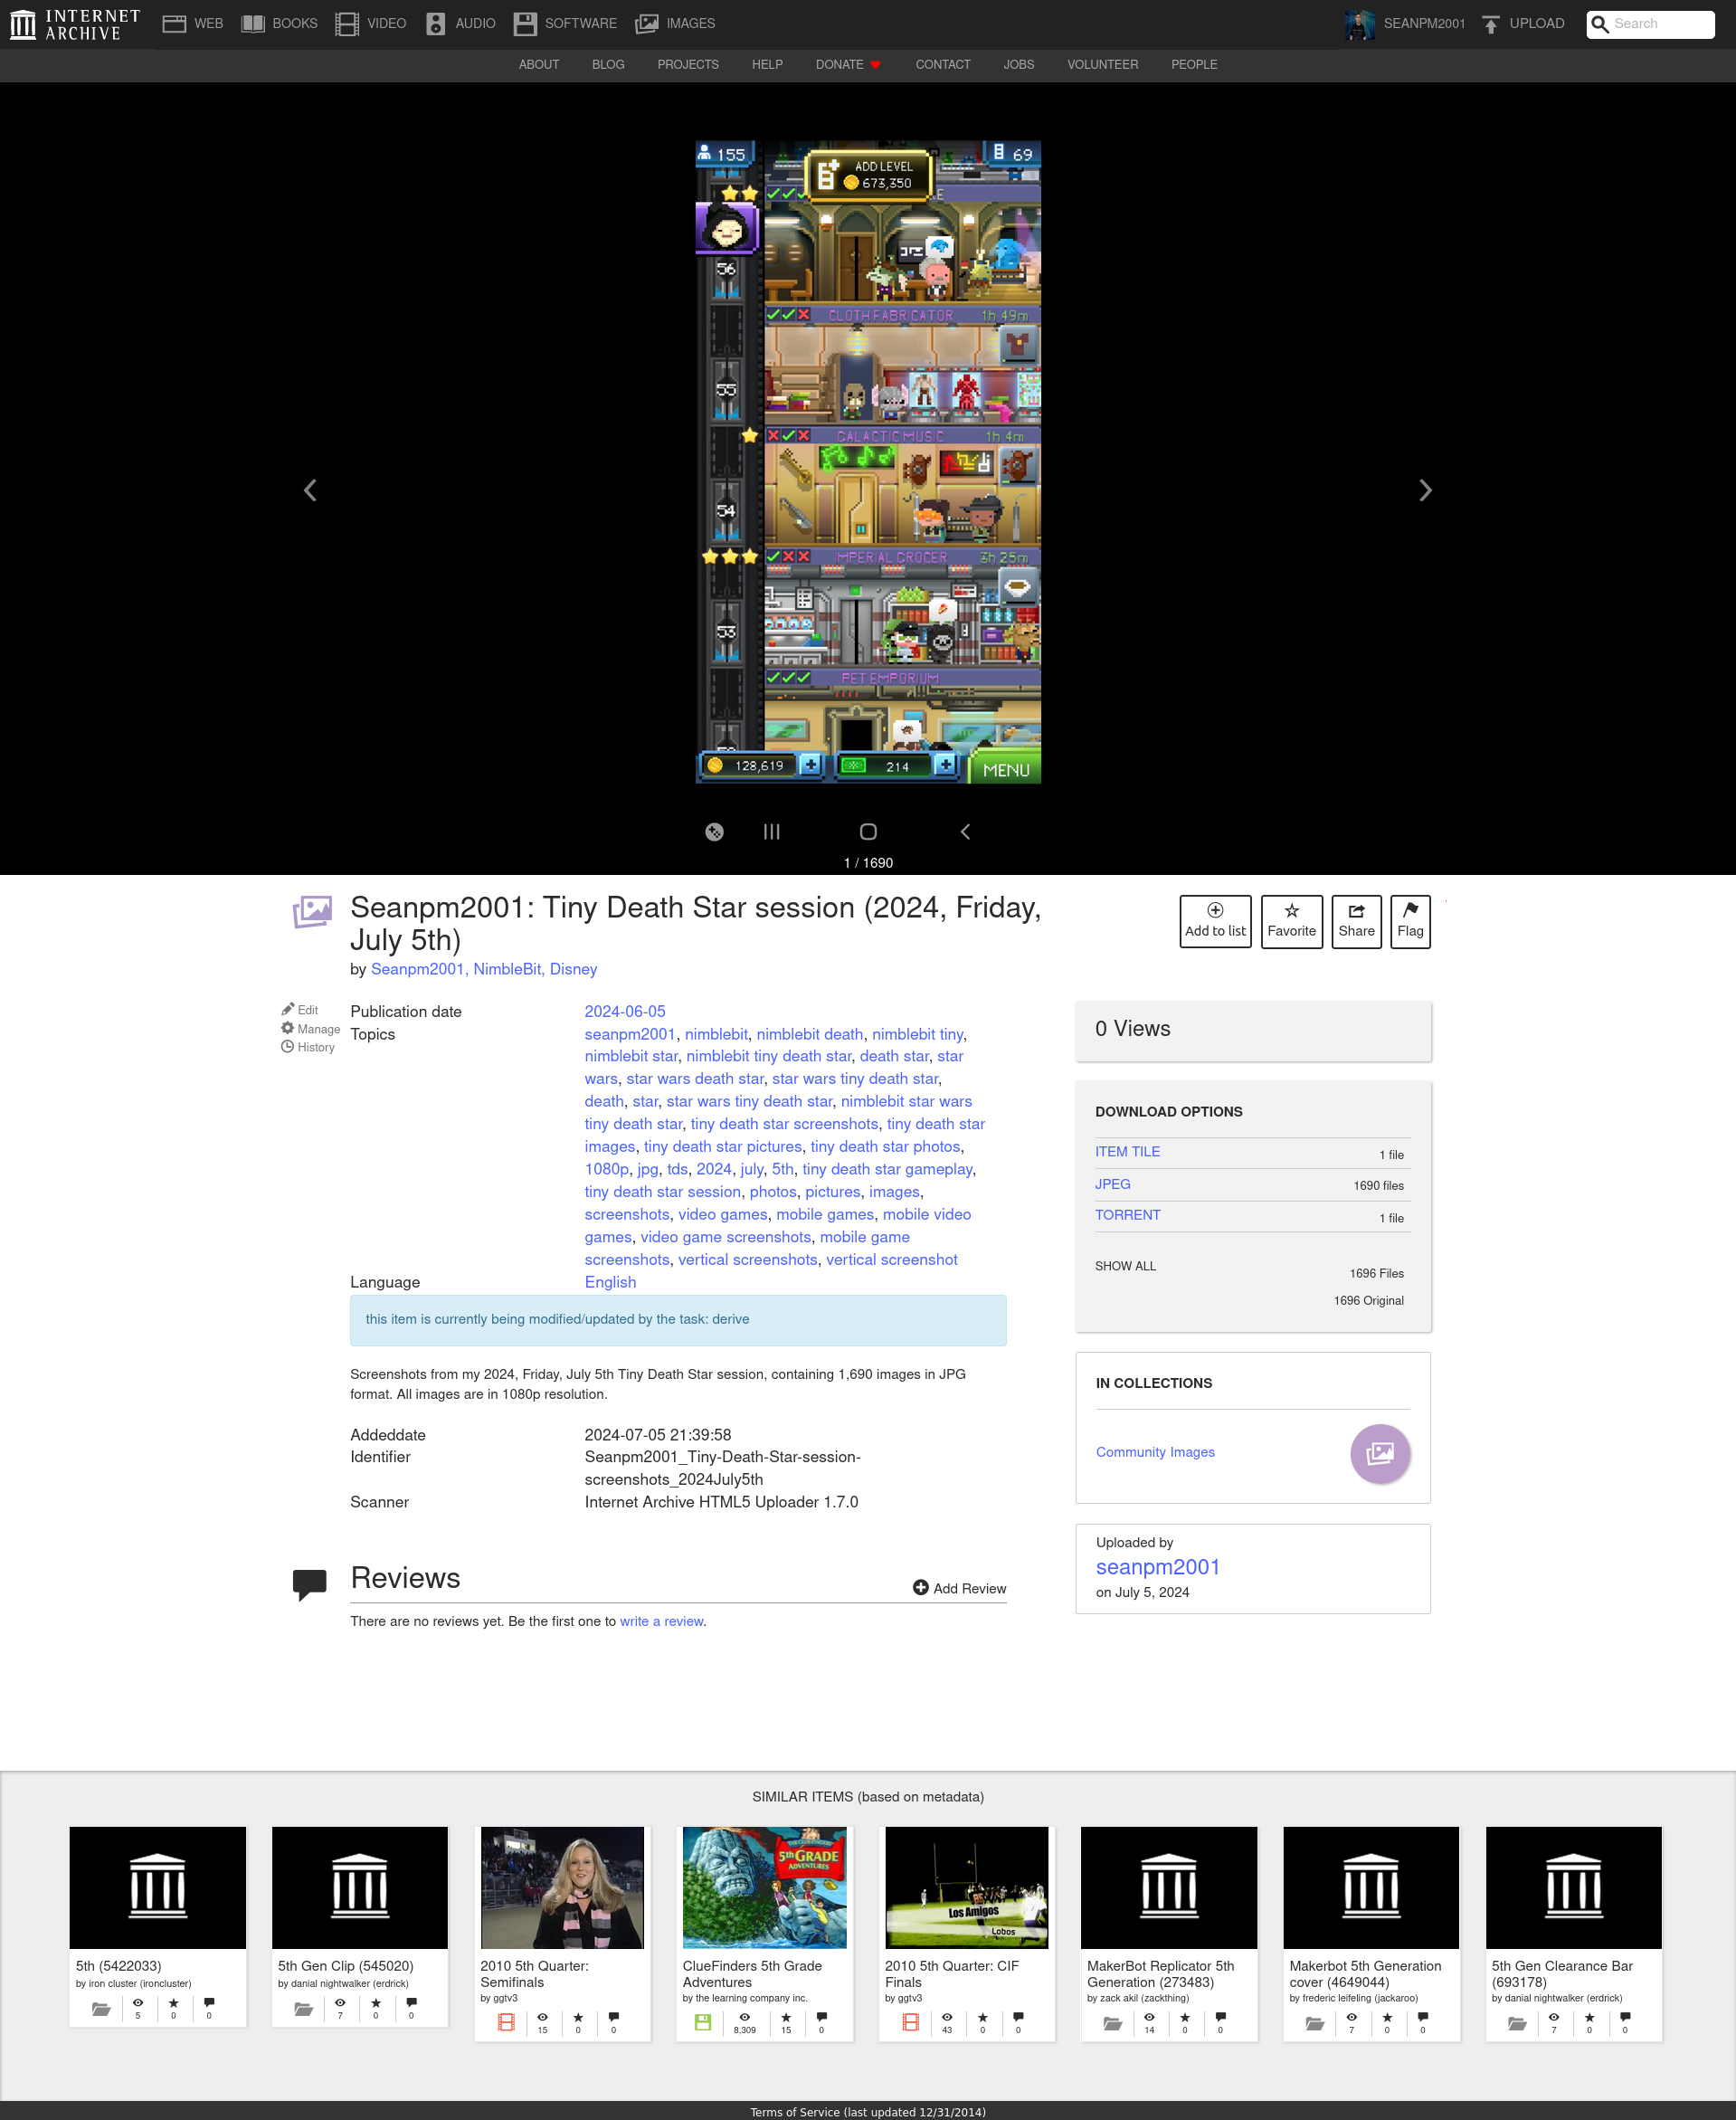 INTERNET ARCHIVE
WEB
BOOKS
VIDEO
AUDIO
SOFTWARE
IMAGES
SEANPM2001
UPLOAD
Search
ABOUT
BLOG
PROJECTS
HELP
DONATE
CONTACT
JOBS
VOLUNTEER
PEOPLE
155
ADD LEVEL
673,350
69
E
56
CLOTH FABRICATOR 1h 49m
55
GALACTIC MUSIC 1h 4m
54
IMPERIAL GROCER 3h 25m
53
PET EMPORIUM
128,619
214
MENU
1 / 1690
Seanpm2001: Tiny Death Star session (2024, Friday,
July 5th)
by Seanpm2001, NimbleBit, Disney
Add to list
Favorite
Share
Flag
Edit
Manage
History
Publication date 2024-06-05
Topics seanpm2001, nimblebit, nimblebit death, nimblebit tiny,
nimblebit star, nimblebit tiny death star, death star, star
wars, star wars death star, star wars tiny death star,
death, star, star wars tiny death star, nimblebit star wars
tiny death star, tiny death star screenshots, tiny death star
images, tiny death star pictures, tiny death star photos,
1080p, jpg, tds, 2024, july, 5th, tiny death star gameplay,
tiny death star session, photos, pictures, images,
screenshots, video games, mobile games, mobile video
games, video game screenshots, mobile game
screenshots, vertical screenshots, vertical screenshot
Language English
this item is currently being modified/updated by the task: derive
Screenshots from my 2024, Friday, July 5th Tiny Death Star session, containing 1,690 images in JPG
format. All images are in 1080p resolution.
Addeddate 2024-07-05 21:39:58
Identifier Seanpm2001_Tiny-Death-Star-session-
screenshots_2024July5th
Scanner Internet Archive HTML5 Uploader 1.7.0
Reviews
Add Review
There are no reviews yet. Be the first one to write a review.
0 Views
DOWNLOAD OPTIONS
ITEM TILE 1 file
JPEG 1690 files
TORRENT 1 file
SHOW ALL 1696 Files
1696 Original
IN COLLECTIONS
Community Images
Uploaded by
seanpm2001
on July 5, 2024
SIMILAR ITEMS (based on metadata)
5th (5422033)
by iron cluster (ironcluster)
5 0 0
5th Gen Clip (545020)
by danial nightwalker (erdrick)
7 0 0
2010 5th Quarter:
Semifinals
by ggtv3
15 0 0
THE CLUEFINDERS
5th GRADE
ADVENTURES
ClueFinders 5th Grade
Adventures
by the learning company inc.
8,309 15 0
Los Amigos
Lobos
2010 5th Quarter: CIF
Finals
by ggtv3
43 0 0
MakerBot Replicator 5th
Generation (273483)
by zack akil (zackthing)
14 0 0
Makerbot 5th Generation
cover (4649044)
by frederic leifeling (jackaroo)
7 0 0
5th Gen Clearance Bar
(693178)
by danial nightwalker (erdrick)
7 0 0
Terms of Service (last updated 12/31/2014)